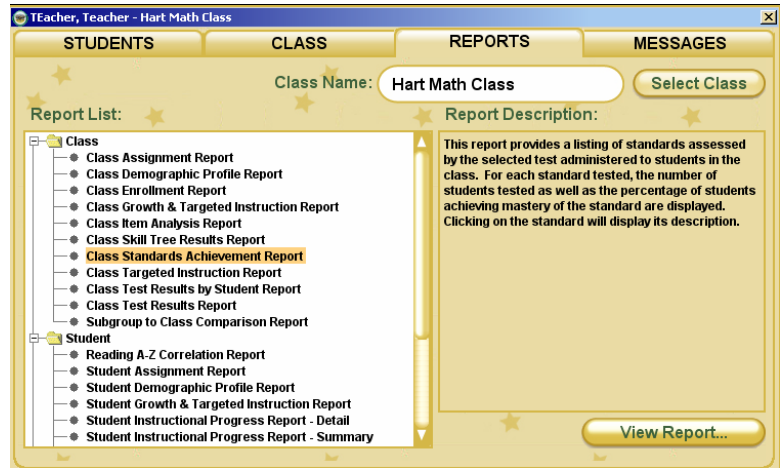 TEacher, Teacher - Hart Math Class
STUDENTS
CLASS
REPORTS
MESSAGES
Class Name:
Hart Math Class
Select Class
Report List:
Class
Class Assignment Report
Class Demographic Profile Report
Class Enrollment Report
Class Growth & Targeted Instruction Report
Class Item Analysis Report
Class Skill Tree Results Report
Class Standards Achievement Report
Class Targeted Instruction Report
Class Test Results by Student Report
Class Test Results Report
Subgroup to Class Comparison Report
Student
Reading A-Z Correlation Report
Student Assignment Report
Student Demographic Profile Report
Student Growth & Targeted Instruction Report
Student Instructional Progress Report - Detail
Student Instructional Progress Report - Summary
Report Description:
This report provides a listing of standards assessed
by the selected test administered to students in the
class. For each standard tested, the number of
students tested as well as the percentage of students
achieving mastery of the standard are displayed.
Clicking on the standard will display its description.
View Report...